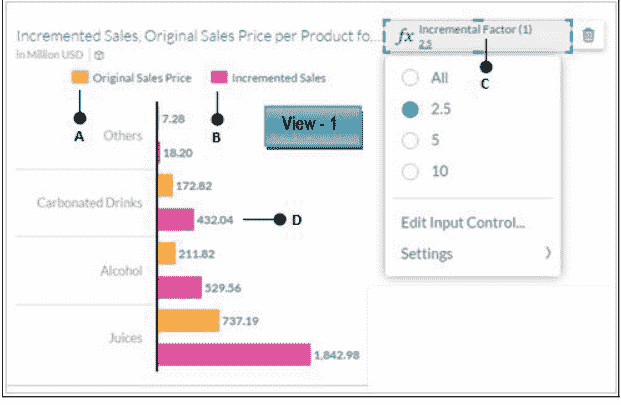 Incremented Sales, Original Sales Price per Product fo...
in Million USD
fx Incremental Factor (1)
2.5
Original Sales Price
Incremented Sales
A
B
C
View - 1
All
2.5
5
10
Edit Input Control...
Settings
Others
7.28
18.20
Carbonated Drinks
172.82
432.04
D
Alcohol
211.82
529.56
Juices
737.19
1,842.98